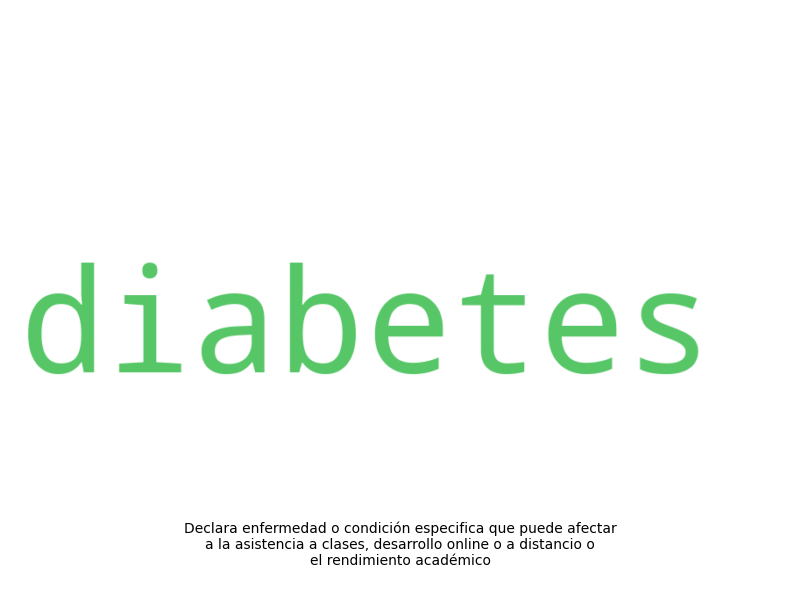 diabetes
Declara enfermedad o condición especifica que puede afectar
a la asistencia a clases, desarrollo online o a distancio o
el rendimiento académico